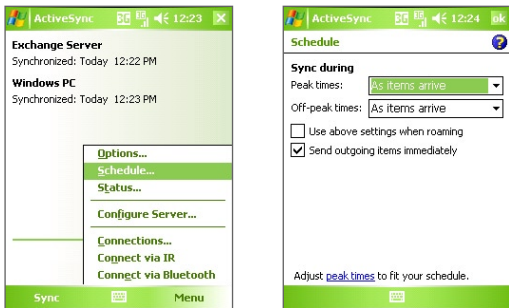 ActiveSync 3G 12:23
Exchange Server
Synchronized: Today 12:22 PM
Windows PC
Synchronized: Today 12:23 PM
Options...
Schedule...
Status...
Configure Server...
Connections...
Connect via IR
Connect via Bluetooth
Sync Menu
ActiveSync 3G 12:24 ok
Schedule
Sync during
Peak times: As items arrive
Off-peak times: As items arrive
Use above settings when roaming
Send outgoing items immediately
Adjust peak times to fit your schedule.